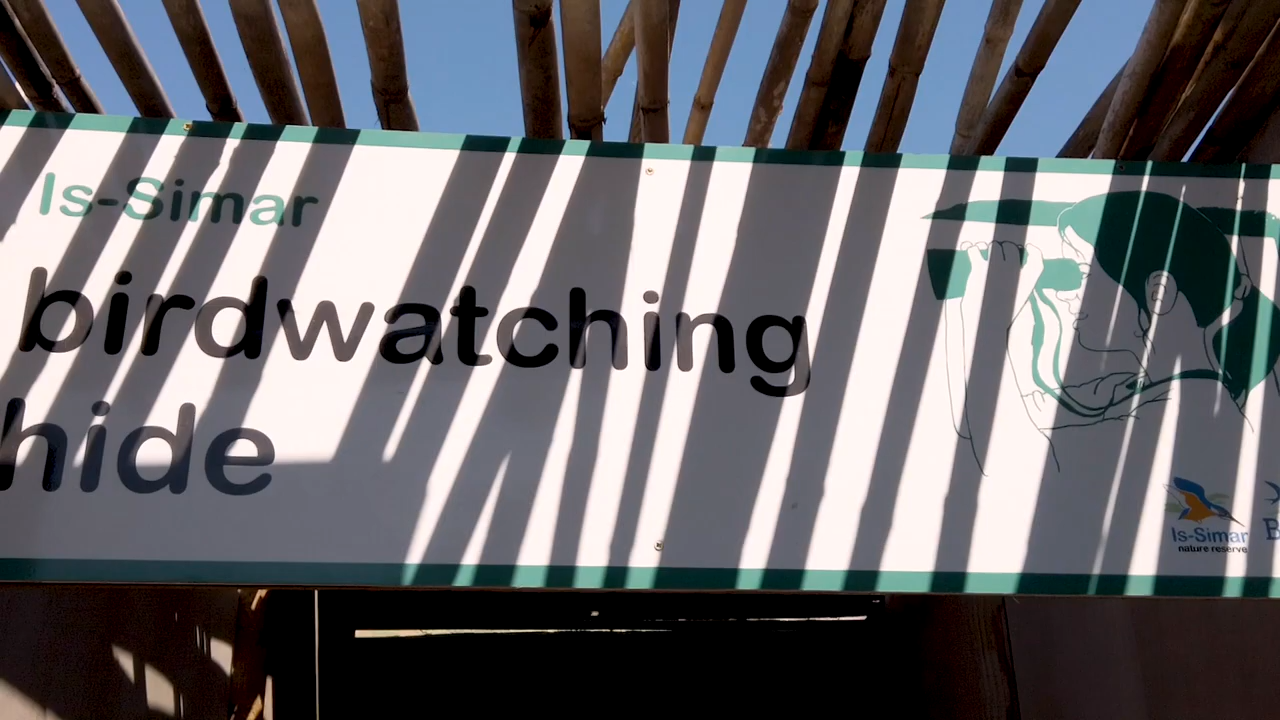 Is-Simar
birdwatching
hide
Is-Simar
nature reserve